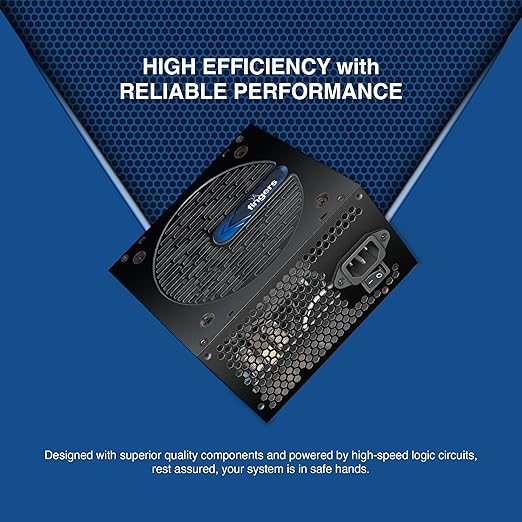 HIGH EFFICIENCY with
RELIABLE PERFORMANCE
fingers
Designed with superior quality components and powered by high-speed logic circuits,
rest assured, your system is in safe hands.